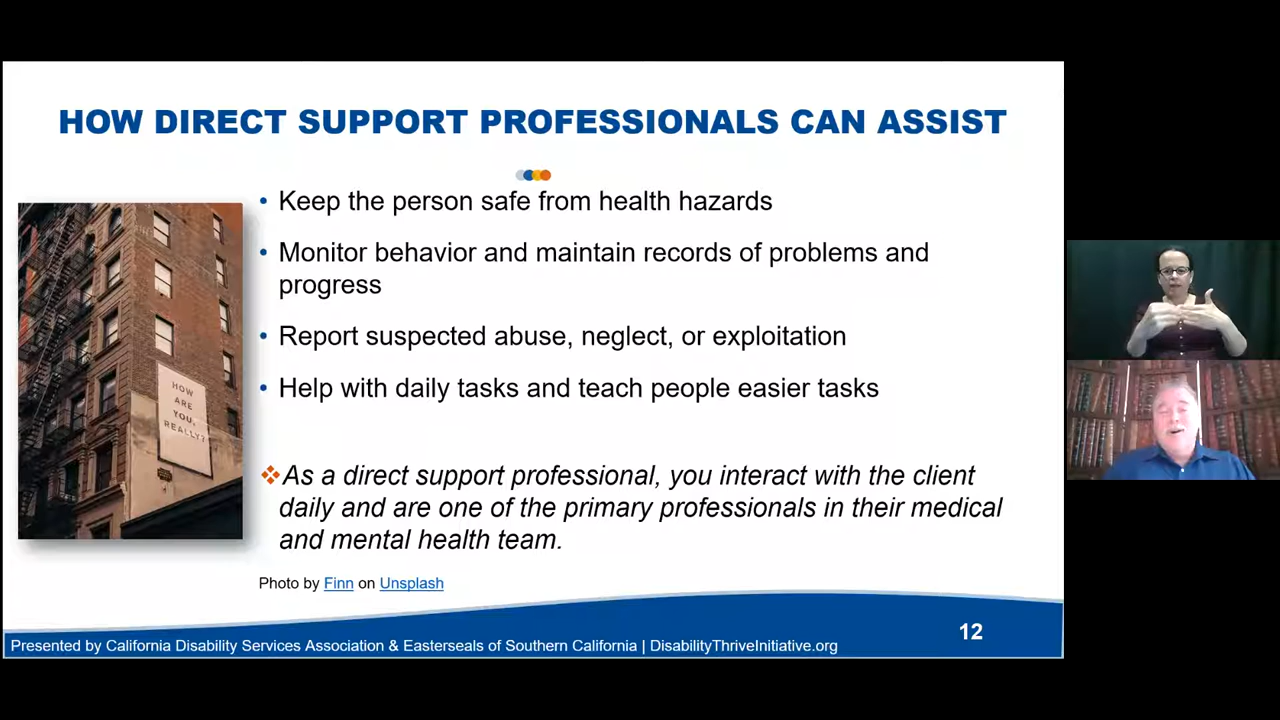 HOW DIRECT SUPPORT PROFESSIONALS CAN ASSIST
• Keep the person safe from health hazards
• Monitor behavior and maintain records of problems and
progress
• Report suspected abuse, neglect, or exploitation
• Help with daily tasks and teach people easier tasks
HOW
ARE
YOU,
REALLY?
❖As a direct support professional, you interact with the client
daily and are one of the primary professionals in their medical
and mental health team.
Photo by Finn on Unsplash
12
Presented by California Disability Services Association & Easterseals of Southern California | DisabilityThriveInitiative.org